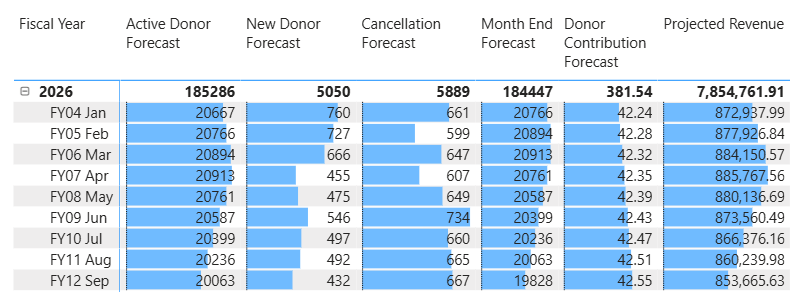 Fiscal Year Active Donor Forecast New Donor Forecast Cancellation Forecast Month End Forecast Donor Contribution Forecast Projected Revenue
2026 185286 5050 5889 184447 381.54 7,854,761.91
FY04 Jan 20667 760 661 20766 42.24 872,937.99
FY05 Feb 20766 727 599 20894 42.28 877,926.84
FY06 Mar 20894 666 647 20913 42.32 884,150.57
FY07 Apr 20913 455 607 20761 42.35 885,767.56
FY08 May 20761 475 649 20587 42.39 880,136.69
FY09 Jun 20587 546 734 20399 42.43 873,560.49
FY10 Jul 20399 497 660 20236 42.47 866,376.16
FY11 Aug 20236 492 665 20063 42.51 860,239.98
FY12 Sep 20063 432 667 19828 42.55 853,665.63